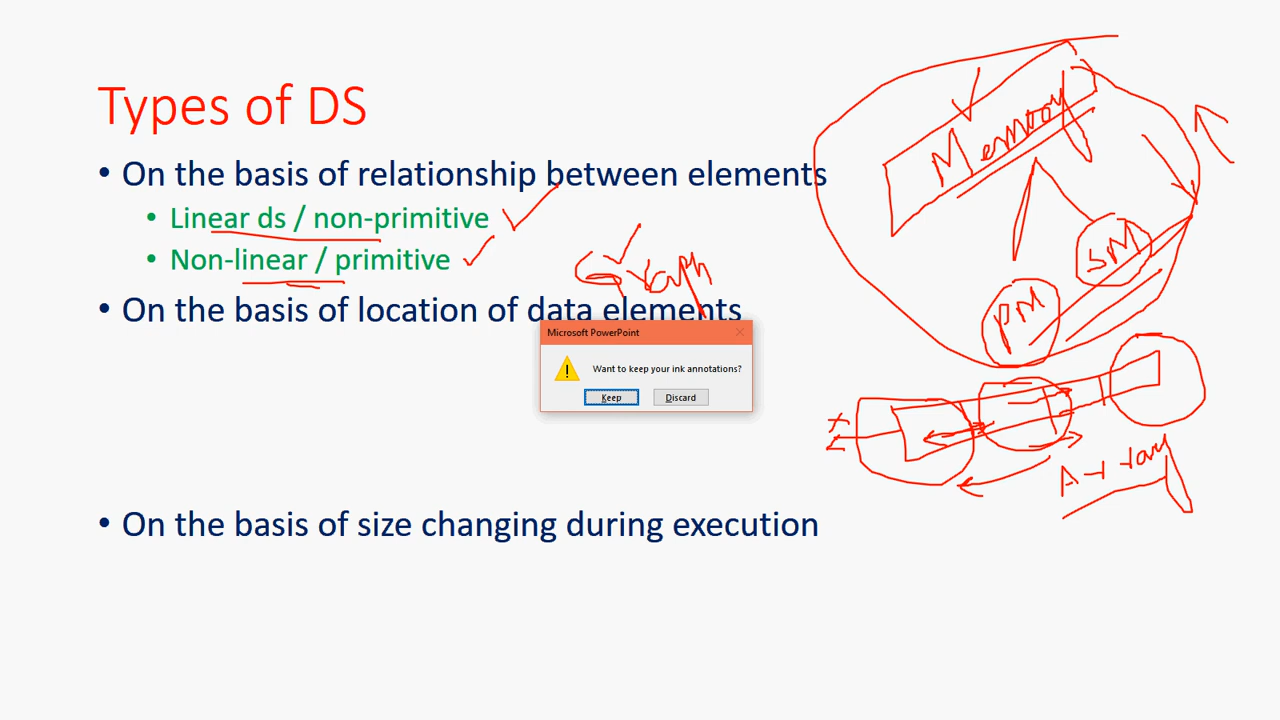 Types of DS
• On the basis of relationship between elements
• Linear ds / non-primitive
• Non-linear / primitive
• On the basis of location of data elements
• On the basis of size changing during execution
Graph
Microsoft PowerPoint
Want to keep your ink annotations?
Keep
Discard
Memory
SM
PM
Array